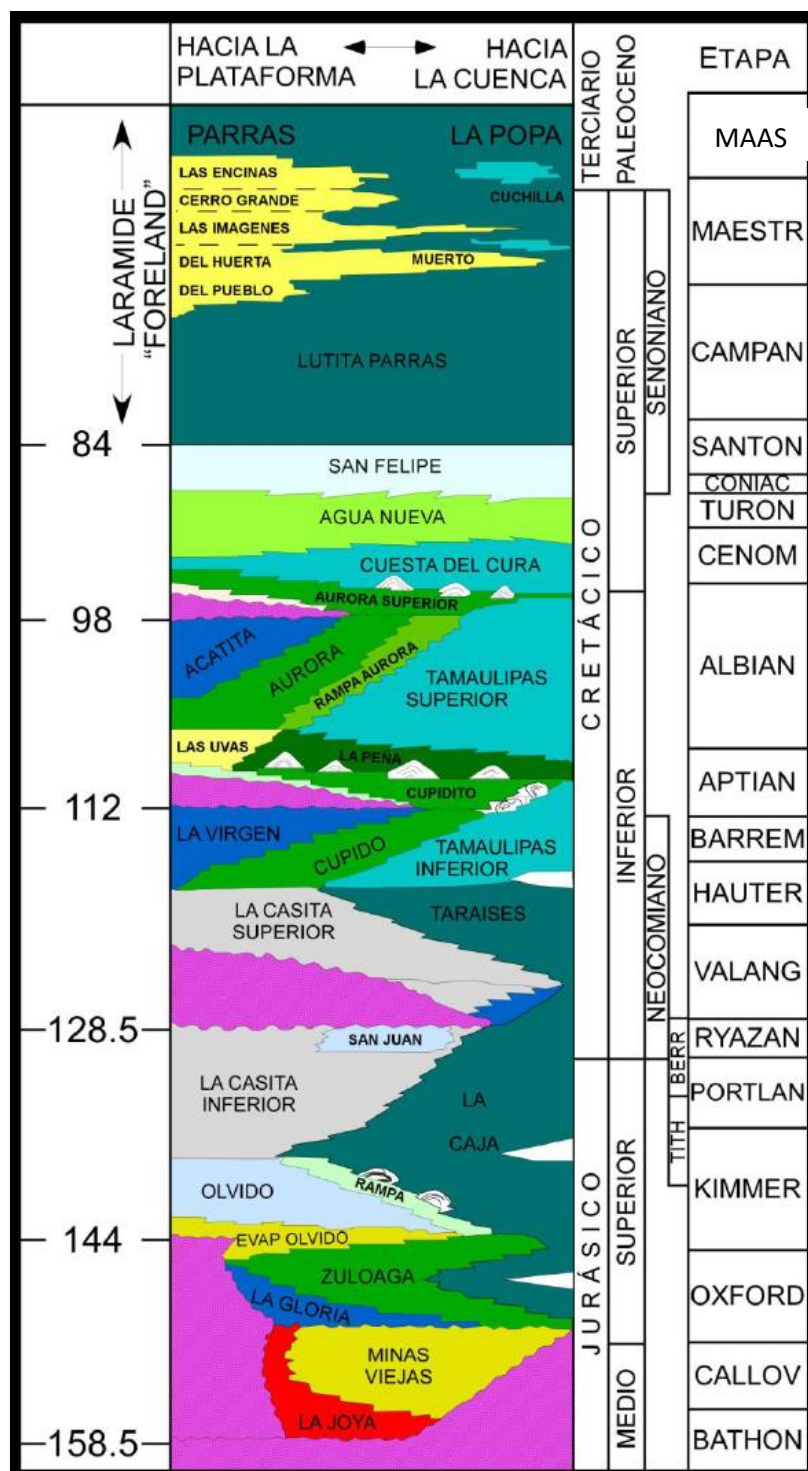 HACIA LA
PLATAFORMA
HACIA
LA CUENCA
TERCIARIO
PALEOCENO
ETAPA
LARAMIDE
“FORELAND”
PARRAS
LA POPA
LAS ENCINAS
CERRO GRANDE
CUCHILLA
LAS IMAGENES
DEL HUERTA
MUERTO
DEL PUEBLO
LUTITA PARRAS
84
SAN FELIPE
AGUA NUEVA
CUESTA DEL CURA
AURORA SUPERIOR
98
ACATITA
AURORA
RAMPA AURORA
TAMAULIPAS
SUPERIOR
LAS UVAS
LA PEÑA
CUPIDITO
112
LA VIRGEN
CUPIDO
TAMAULIPAS
INFERIOR
LA CASITA
SUPERIOR
TARAISES
128.5
SAN JUAN
LA CASITA
INFERIOR
LA
CAJA
RAMPA
OLVIDO
144
EVAP OLVIDO
ZULOAGA
LA GLORIA
MINAS
VIEJAS
LA JOYA
158.5
CRETÁCICO
SUPERIOR
SENONIANO
INFERIOR
NEOCOMIANO
BERR
TITH
JURÁSICO
SUPERIOR
MEDIO
MAAS
MAESTR
CAMPAN
SANTON
CONIAC
TURON
CENOM
ALBIAN
APTIAN
BARREM
HAUTER
VALANG
RYAZAN
PORTLAN
KIMMER
OXFORD
CALLOV
BATHON